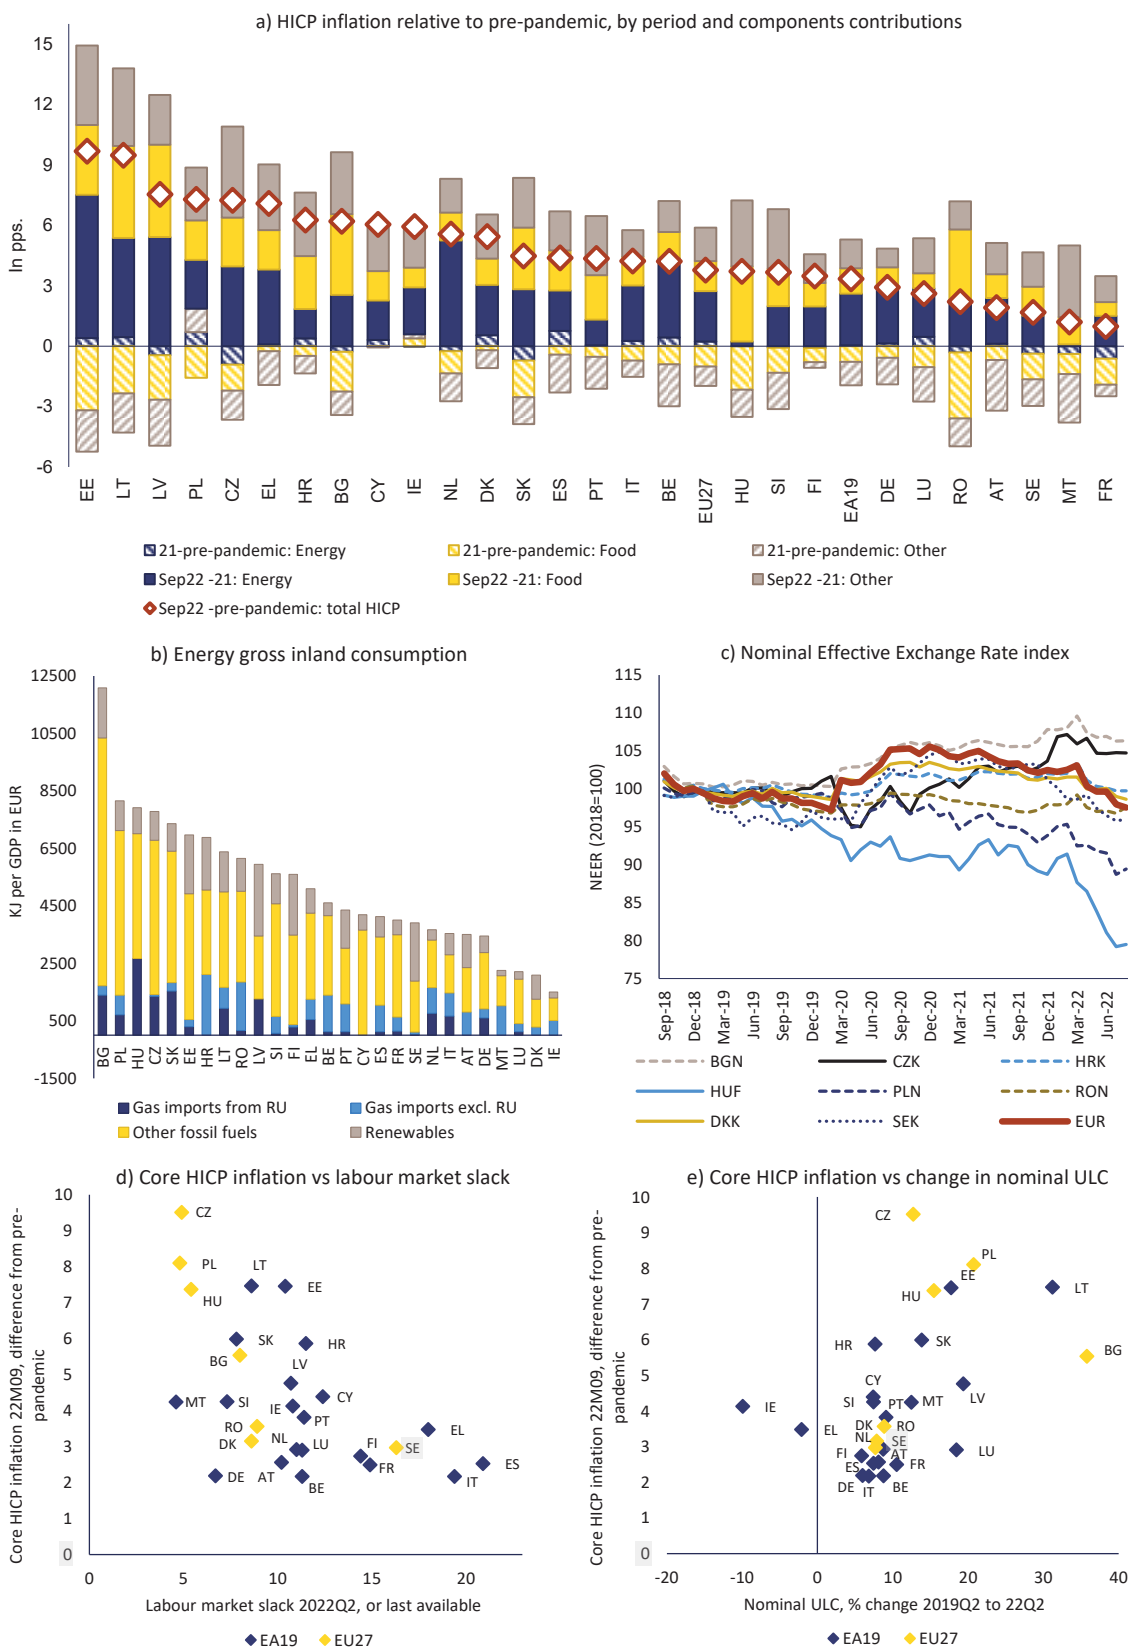 a) HICP inflation relative to pre-pandemic, by period and components contributions
In pps.
15
12
9
6
3
0
-3
-6
EE LT LV PL CZ EL HR BG CY IE NL DK SK ES PT IT BE EU27 HU SI FI EA19 DE LU RO AT SE MT FR
21-pre-pandemic: Energy 21-pre-pandemic: Food 21-pre-pandemic: Other
Sep22 -21: Energy Sep22 -21: Food Sep22 -21: Other
Sep22 -pre-pandemic: total HICP
b) Energy gross inland consumption
KJ per GDP in EUR
12500
10500
8500
6500
4500
2500
500
-1500
BG PL HU CZ SK EE HR LT RO LV SI FI EL BE PT CY ES FR SE NL IT AT DE MT LU DK IE
Gas imports from RU Gas imports excl. RU
Other fossil fuels Renewables
c) Nominal Effective Exchange Rate index
NER (2018=100)
115
110
105
100
95
90
85
80
75
Sep-18 Dec-18 Mar-19 Jun-19 Sep-19 Dec-19 Mar-20 Jun-20 Sep-20 Dec-20 Mar-21 Jun-21 Sep-21 Dec-21 Mar-22 Jun-22
BGN CZK HRK
HUF PLN RON
DKK SEK EUR
d) Core HICP inflation vs labour market slack
Core HICP inflation 22M09, difference from pre-
pandemic
10
9
8
7
6
5
4
3
2
1
0
CZ
PL LT
HU EE
SK HR
BG LV
MT SI IE CY
RO PT EL
DK NL LU FI SE
DE AT BE FR IT ES
0 5 10 15 20
Labour market slack 2022Q2, or last available
EA19 EU27
e) Core HICP inflation vs change in nominal ULC
Core HICP inflation 22M09, difference from pre-
pandemic
10
9
8
7
6
5
4
3
2
1
0
CZ
PL
EE LT
HU
HR SK
BG
CY
SI PT MT LV
IE
EL DK RO
NL SE LU
FI AT
ES FR
DE IT BE
-20 -10 0 10 20 30 40
Nominal ULC, % change 2019Q2 to 22Q2
EA19 EU27